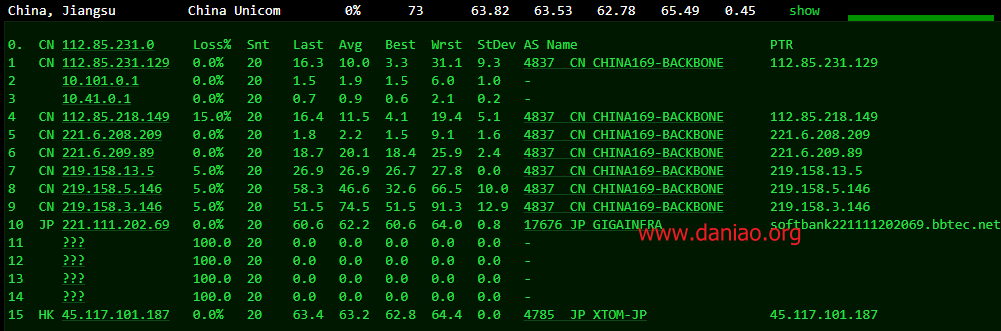 China, Jiangsu China Unicom 0% 73 63.82 63.53 62.78 65.49 0.45 show
0. CN 112.85.231.0 Loss% Snt Last Avg Best Wrst StDev AS Name PTR
1 CN 112.85.231.129 0.0% 20 16.3 10.0 3.3 31.1 9.3 4837 CN CHINA169-BACKBONE 112.85.231.129
2 10.101.0.1 0.0% 20 1.5 1.9 1.5 6.0 1.0 -
3 10.41.0.1 0.0% 20 0.7 0.9 0.6 2.1 0.2 -
4 CN 112.85.218.149 15.0% 20 16.4 11.5 4.1 19.4 5.1 4837 CN CHINA169-BACKBONE 112.85.218.149
5 CN 221.6.208.209 0.0% 20 1.8 2.2 1.5 9.1 1.6 4837 CN CHINA169-BACKBONE 221.6.208.209
6 CN 221.6.209.89 0.0% 20 18.7 20.1 18.4 25.9 2.4 4837 CN CHINA169-BACKBONE 221.6.209.89
7 CN 219.158.13.5 5.0% 20 26.9 26.9 26.7 27.8 0.0 4837 CN CHINA169-BACKBONE 219.158.13.5
8 CN 219.158.5.146 5.0% 20 58.3 46.6 32.6 66.5 10.0 4837 CN CHINA169-BACKBONE 219.158.5.146
9 CN 219.158.3.146 5.0% 20 51.5 74.5 51.5 91.3 12.9 4837 CN CHINA169-BACKBONE 219.158.3.146
10 JP 221.111.202.69 0.0% 20 60.6 62.2 60.6 64.0 0.8 17676 JP GIGAINFRA softbank221111202069.bbtec.net
www.daniao.org
11 ??? 100.0 20 0.0 0.0 0.0 0.0 0.0 -
12 ??? 100.0 20 0.0 0.0 0.0 0.0 0.0 -
13 ??? 100.0 20 0.0 0.0 0.0 0.0 0.0 -
14 ??? 100.0 20 0.0 0.0 0.0 0.0 0.0 -
15 HK 45.117.101.187 0.0% 20 63.4 63.2 62.8 64.4 0.0 4785 JP XTOM-JP 45.117.101.187